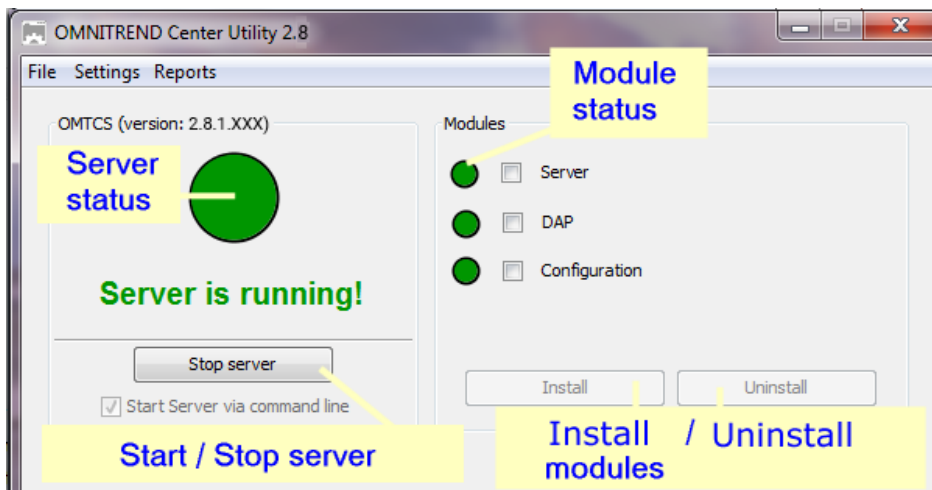 OMNITREND Center Utility 2.8
File Settings Reports
Module
status
OMTCS (version: 2.8.1.XXX)
Modules
Server
status
Server
DAP
Configuration
Server is running!
Stop server
Start Server via command line
Install
Uninstall
Start / Stop server
Install / Uninstall
modules